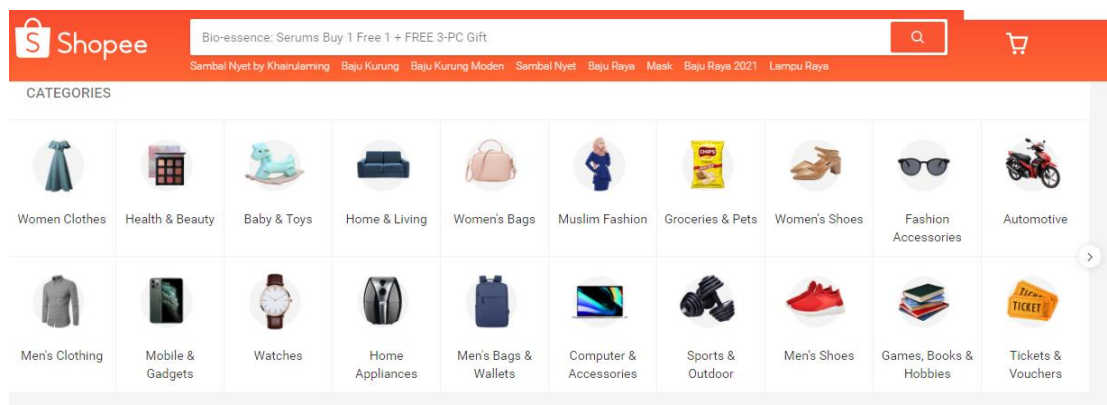 S Shopee
Bio-essence: Serums Buy 1 Free 1 + FREE 3-PC Gift
Sambal Nyet by Khairulaming Baju Kurung Baju Kurung Moden Sambal Nyet Baju Raya Mask Baju Raya 2021 Lampu Raya
CATEGORIES
CHIPS
Women Clothes
Health & Beauty
Baby & Toys
Home & Living
Women's Bags
Muslim Fashion
Groceries & Pets
Women's Shoes
Fashion
Accessories
Automotive
TICKET
TICKET
Men's Clothing
Mobile &
Gadgets
Watches
Home
Appliances
Men's Bags &
Wallets
Computer &
Accessories
Sports &
Outdoor
Men's Shoes
Games, Books &
Hobbies
Tickets &
Vouchers